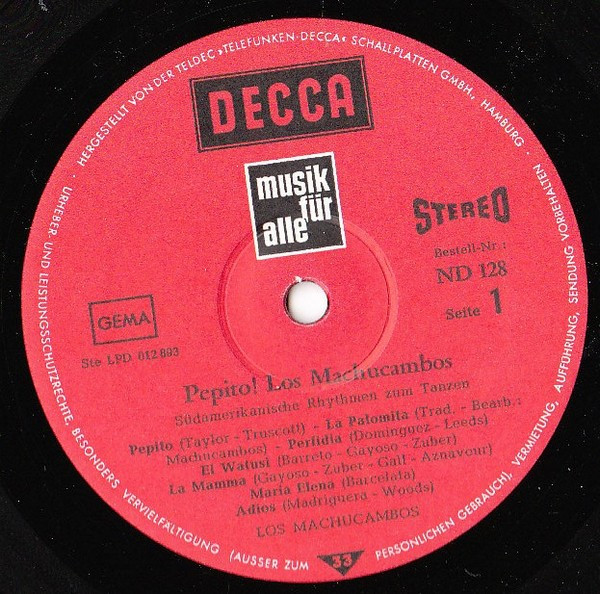 HERGESTELLT VON DER TELDEC ›TELEFUNKEN-DECCA‹ SCHALLPLATTEN GMBH., HAMBURG ·
URHEBER- UND LEISTUNGSSCHUTZRECHTE, BESONDERS VERVIELFÄLTIGUNG (AUSSER ZUM PERSÖNLICHEN GEBRAUCH), VERMIETUNG, AUFFÜHRUNG, SENDUNG VORBEHALTEN ·
DECCA
musik
für
alle
STEREO
Bestell-Nr.:
ND 128
Seite 1
GEMA
Ste LPD 012 893
Pepito! Los Machucambos
Südamerikanische Rhythmen zum Tanzen
Pepito (Taylor - Truscott) - La Palomita (Trad. - Bearb.:
Machucambos) - Perfidia (Dominguez - Leeds)
El Watusi (Barreto - Gayoso - Zuber)
La Mamma (Gayoso - Zuber - Gall - Aznavour)
Maria Elena (Barcelata)
Adios (Madriguera - Woods)
LOS MACHUCAMBOS
33